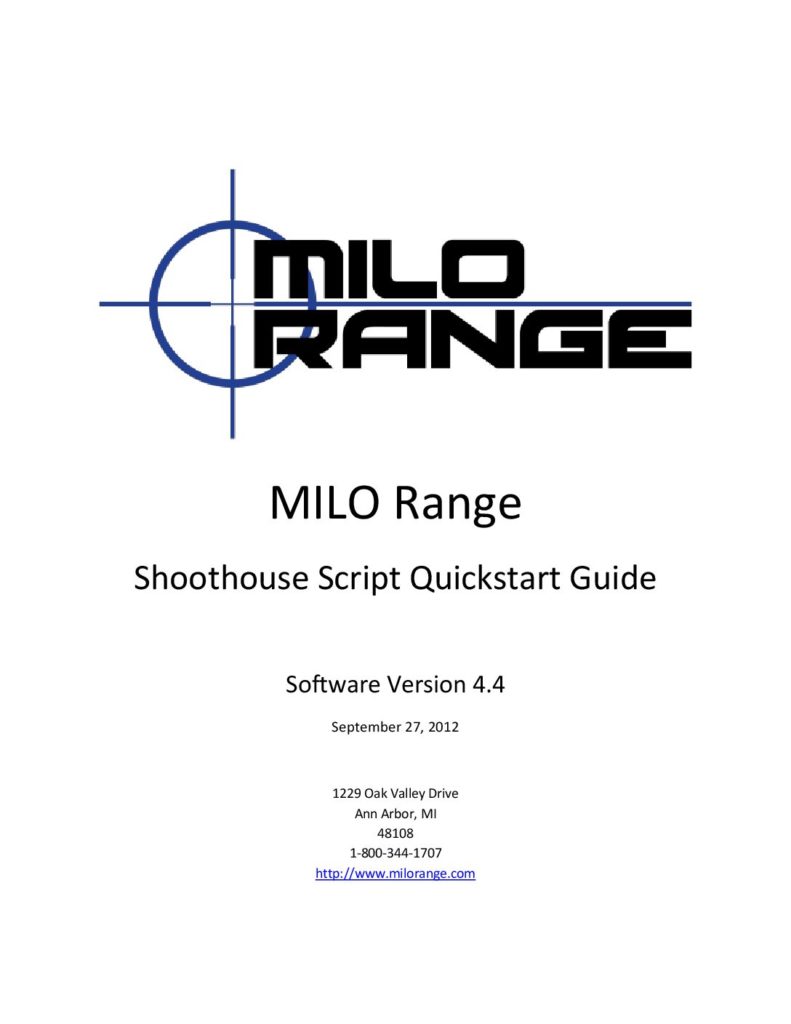 MILO
RANGE
MILO Range
Shoothouse Script Quickstart Guide
Software Version 4.4
September 27, 2012
1229 Oak Valley Drive
Ann Arbor, MI
48108
1-800-344-1707
http://www.milorange.com